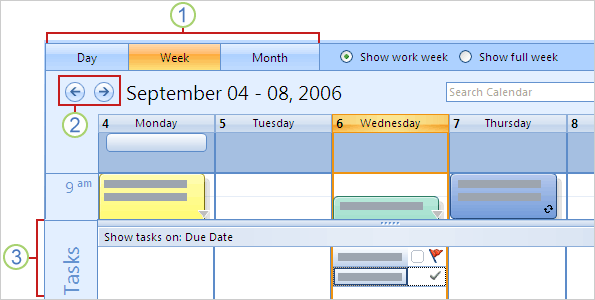 1
Day Week Month Show work week Show full week
2
September 04 - 08, 2006 Search Calendar
4 Monday 5 Tuesday 6 Wednesday 7 Thursday 8
9 am
3
Tasks
Show tasks on: Due Date